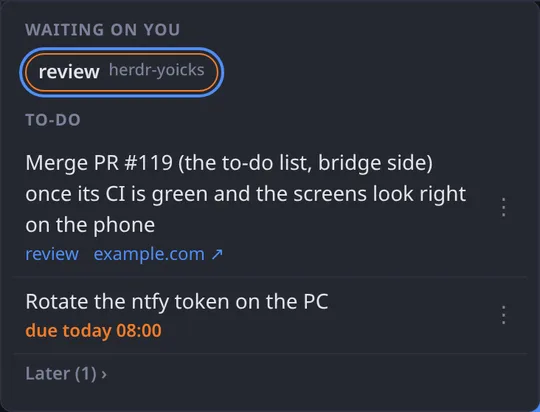 WAITING ON YOU
review herdr-yoicks
TO-DO
Merge PR #119 (the to-do list, bridge side)
once its CI is green and the screens look right
on the phone
review example.com ↗
Rotate the ntfy token on the PC
due today 08:00
Later (1) ›